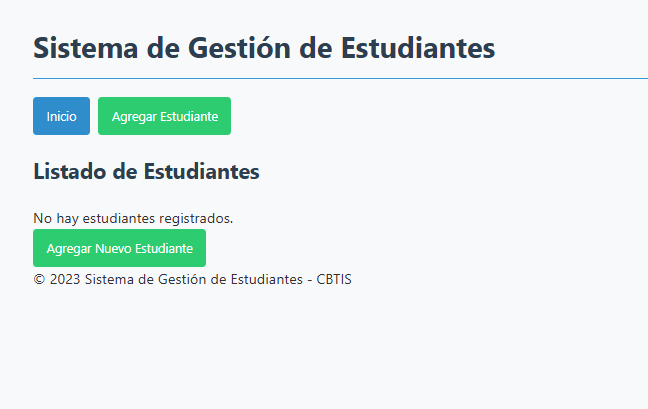 Sistema de Gestión de Estudiantes
Inicio Agregar Estudiante
Listado de Estudiantes
No hay estudiantes registrados.
Agregar Nuevo Estudiante
© 2023 Sistema de Gestión de Estudiantes - CBTIS